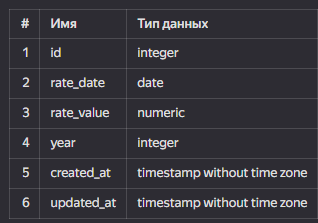 # Имя Тип данных
1 id integer
2 rate_date date
3 rate_value numeric
4 year integer
5 created_at timestamp without time zone
6 updated_at timestamp without time zone